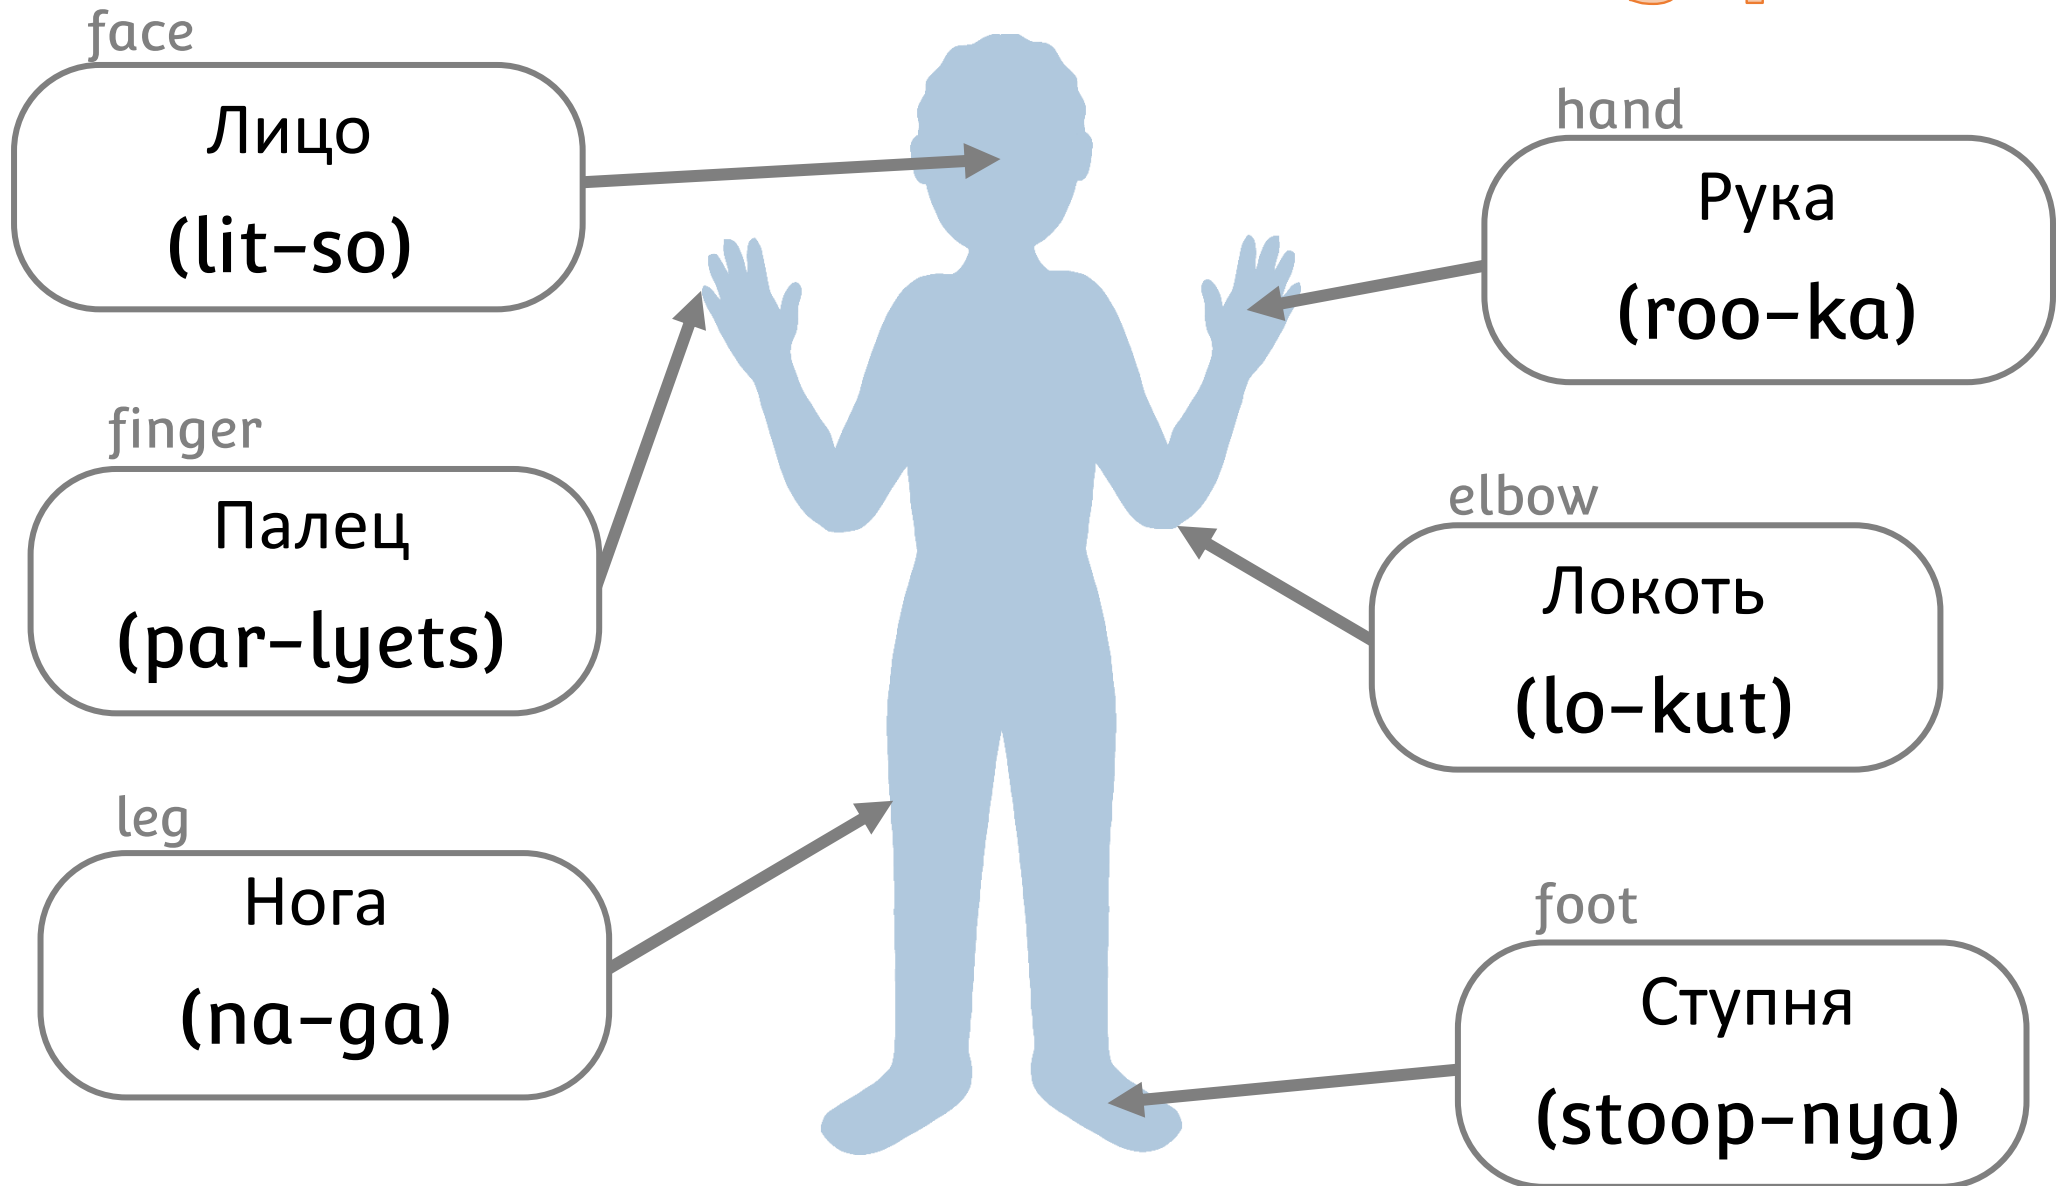 face
Лицо
(lit-so)
finger
Палец
(par-lyets)
leg
Нога
(na-ga)
hand
Рука
(roo-ka)
elbow
Локоть
(lo-kut)
foot
Ступня
(stoop-nya)